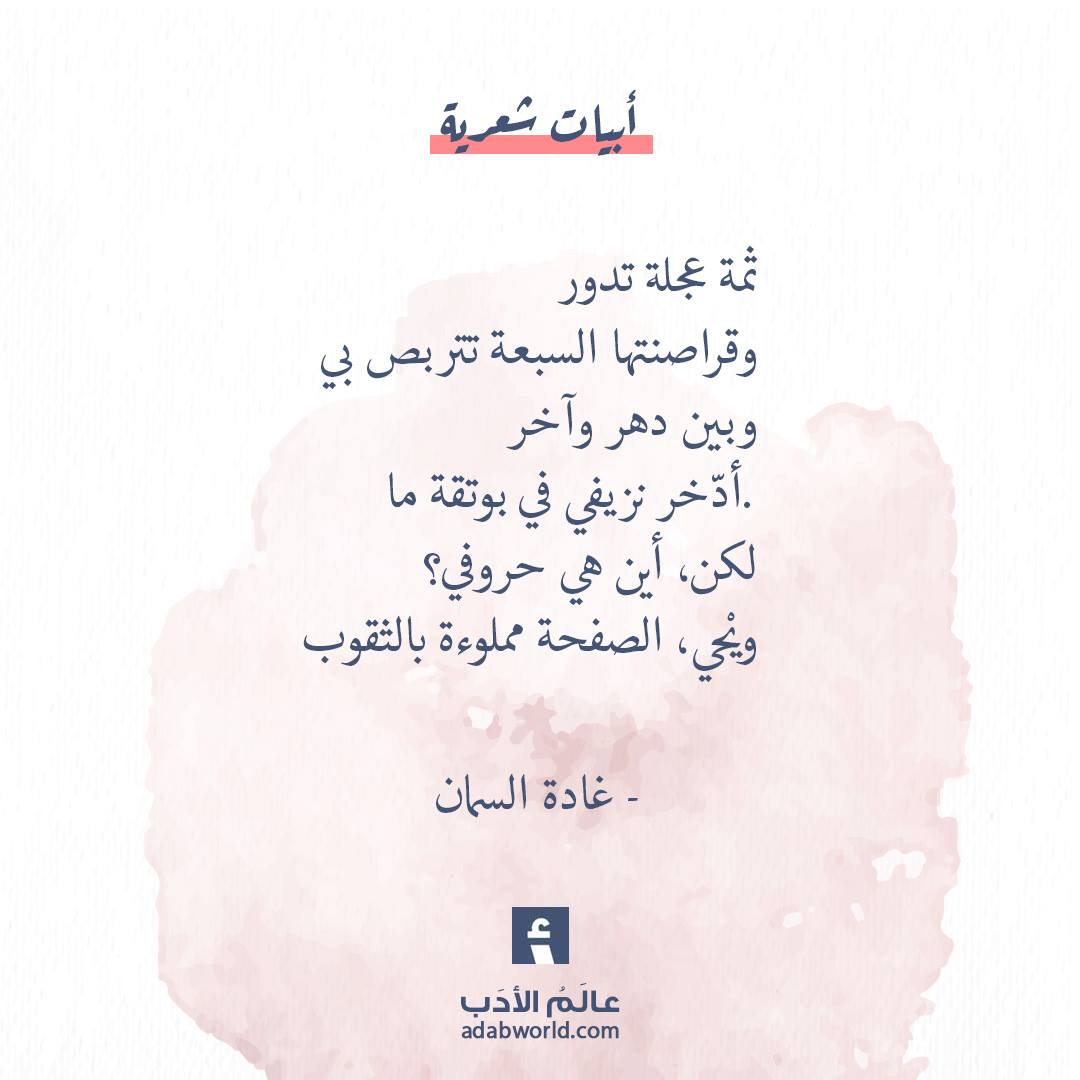 أبيات شعرية
ثمة عجلة تدور
وقراصنتها السبعة تتربص بي
وبين دهر وآخر
.أدّخر نزيفي في بوتقة ما
لكن، أين هي حروفي؟
ويْحي، الصفحة مملوءة بالثقوب
- غادة السمان
أ
عالَمُ الأدَب
adabworld.com